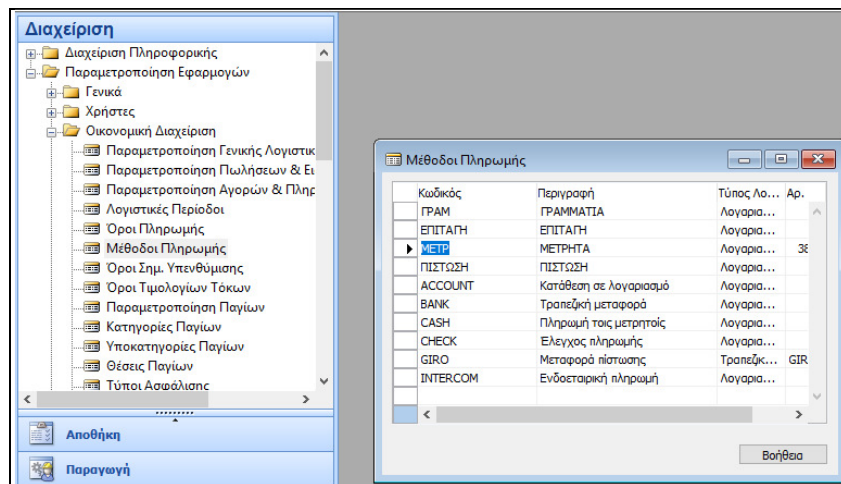 Διαχείριση
Διαχείριση Πληροφορικής
Παραμετροποίηση Εφαρμογών
Γενικά
Χρήστες
Οικονομική Διαχείριση
Παραμετροποίηση Γενικής Λογιστικ
Παραμετροποίηση Πωλήσεων & Ει
Παραμετροποίηση Αγορών & Πληρ
Λογιστικές Περίοδοι
Όροι Πληρωμής
Μέθοδοι Πληρωμής
Όροι Σημ. Υπενθύμισης
Όροι Τιμολογίων Τόκων
Παραμετροποίηση Παγίων
Κατηγορίες Παγίων
Υποκατηγορίες Παγίων
Θέσεις Παγίων
Τύποι Ασφάλισης
Αποθήκη
Παραγωγή
Μέθοδοι Πληρωμής
Κωδικός Περιγραφή Τύπος Λο... Αρ.
ΓΡΑΜ ΓΡΑΜΜΑΤΙΑ Λογαρια...
ΕΠΙΤΑΓΗ ΕΠΙΤΑΓΗ Λογαρια...
ΜΕΤΡ ΜΕΤΡΗΤΑ Λογαρια... 38
ΠΙΣΤΩΣΗ ΠΙΣΤΩΣΗ Λογαρια...
ACCOUNT Κατάθεση σε λογαριασμό Λογαρια...
BANK Τραπεζική μεταφορά Λογαρια...
CASH Πληρωμή τοις μετρητοίς Λογαρια...
CHECK Έλεγχος πληρωμής Λογαρια...
GIRO Μεταφορά πίστωσης Τραπεζικ... GIR
INTERCOM Ενδοεταιρική πληρωμή Λογαρια...
Βοήθεια